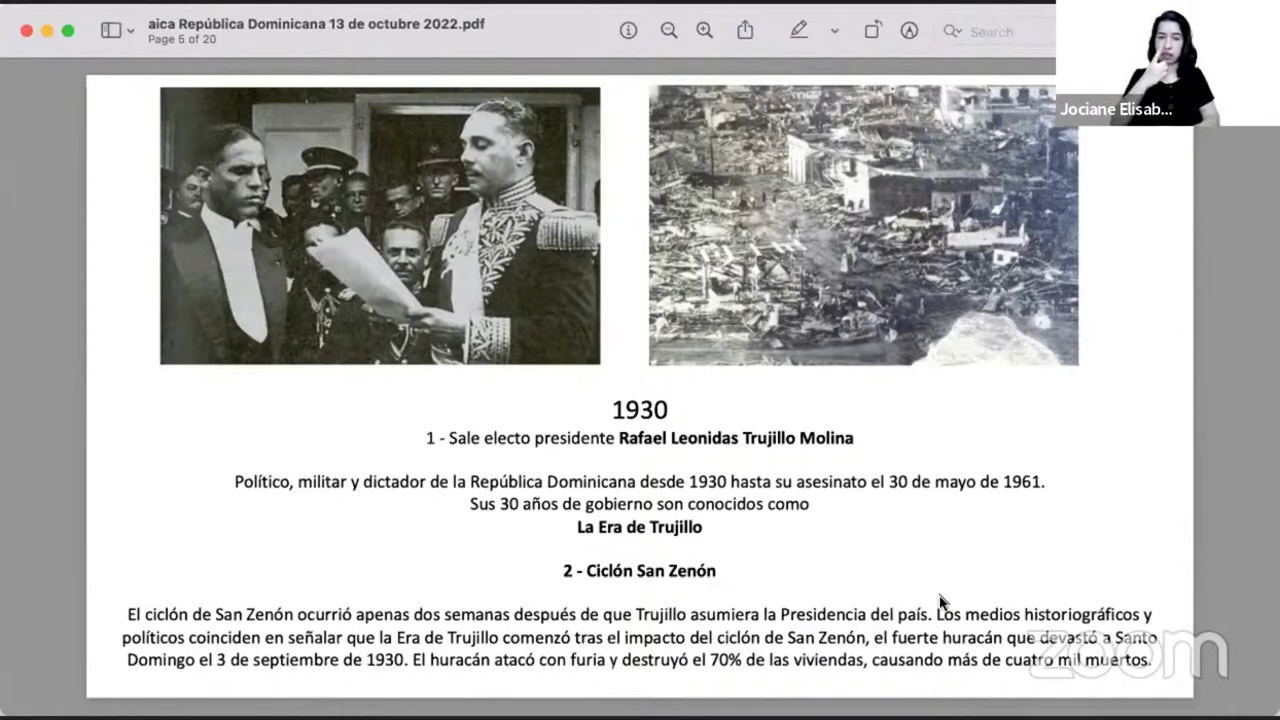 aica República Dominicana 13 de octubre 2022.pdf
Page 5 of 20
Search
Jociane Elisab...
1930
1 - Sale electo presidente Rafael Leonidas Trujillo Molina
Político, militar y dictador de la República Dominicana desde 1930 hasta su asesinato el 30 de mayo de 1961.
Sus 30 años de gobierno son conocidos como
La Era de Trujillo
2 - Ciclón San Zenón
El ciclón de San Zenón ocurrió apenas dos semanas después de que Trujillo asumiera la Presidencia del país. Los medios historiográficos y
políticos coinciden en señalar que la Era de Trujillo comenzó tras el impacto del ciclón de San Zenón, el fuerte huracán que devastó a Santo
Domingo el 3 de septiembre de 1930. El huracán atacó con furia y destruyó el 70% de las viviendas, causando más de cuatro mil muertos.
zoom